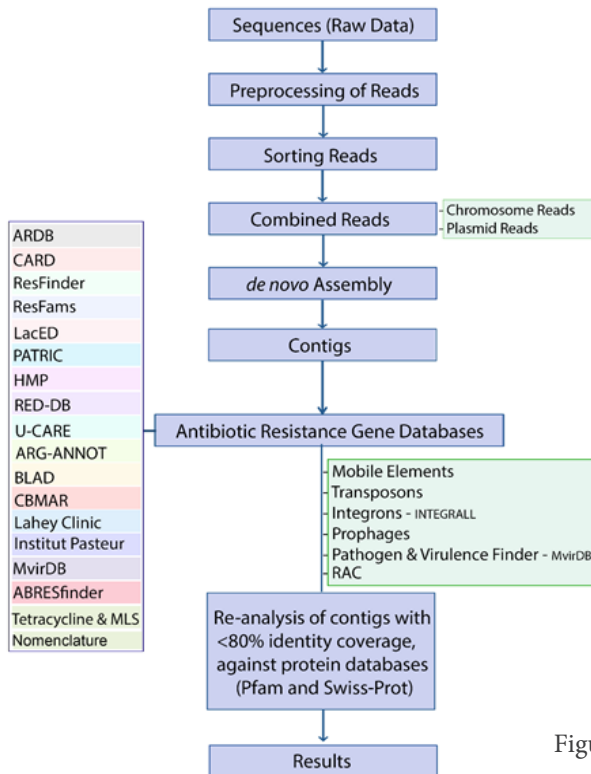 Sequences (Raw Data)
Preprocessing of Reads
Sorting Reads
Combined Reads
- Chromosome Reads
- Plasmid Reads
de novo Assembly
Contigs
Antibiotic Resistance Gene Databases
ARDB
CARD
ResFinder
ResFams
LacED
PATRIC
HMP
RED-DB
U-CARE
ARG-ANNOT
BLAD
CBMAR
Lahey Clinic
Institut Pasteur
MvirDB
ABRESfinder
Tetracycline & MLS
Nomenclature
Mobile Elements
Transposons
Integrons - INTEGRALL
Prophages
Pathogen & Virulence Finder - MvirDB
RAC
Re-analysis of contigs with
<80% identity coverage,
against protein databases
(Pfam and Swiss-Prot)
Results
Figu